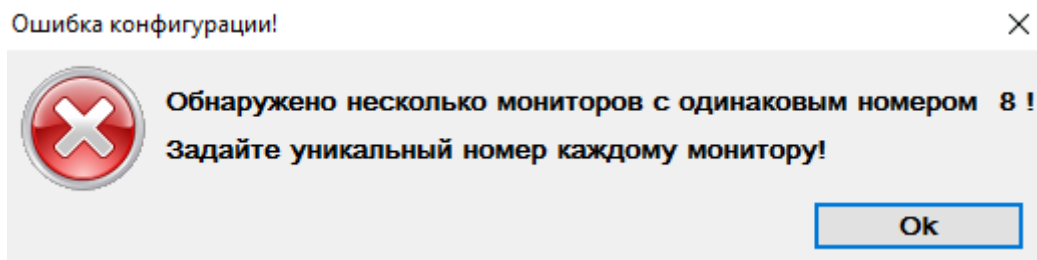 Ошибка конфигурации!
Обнаружено несколько мониторов с одинаковым номером 8 !
Задайте уникальный номер каждому монитору!
Ok